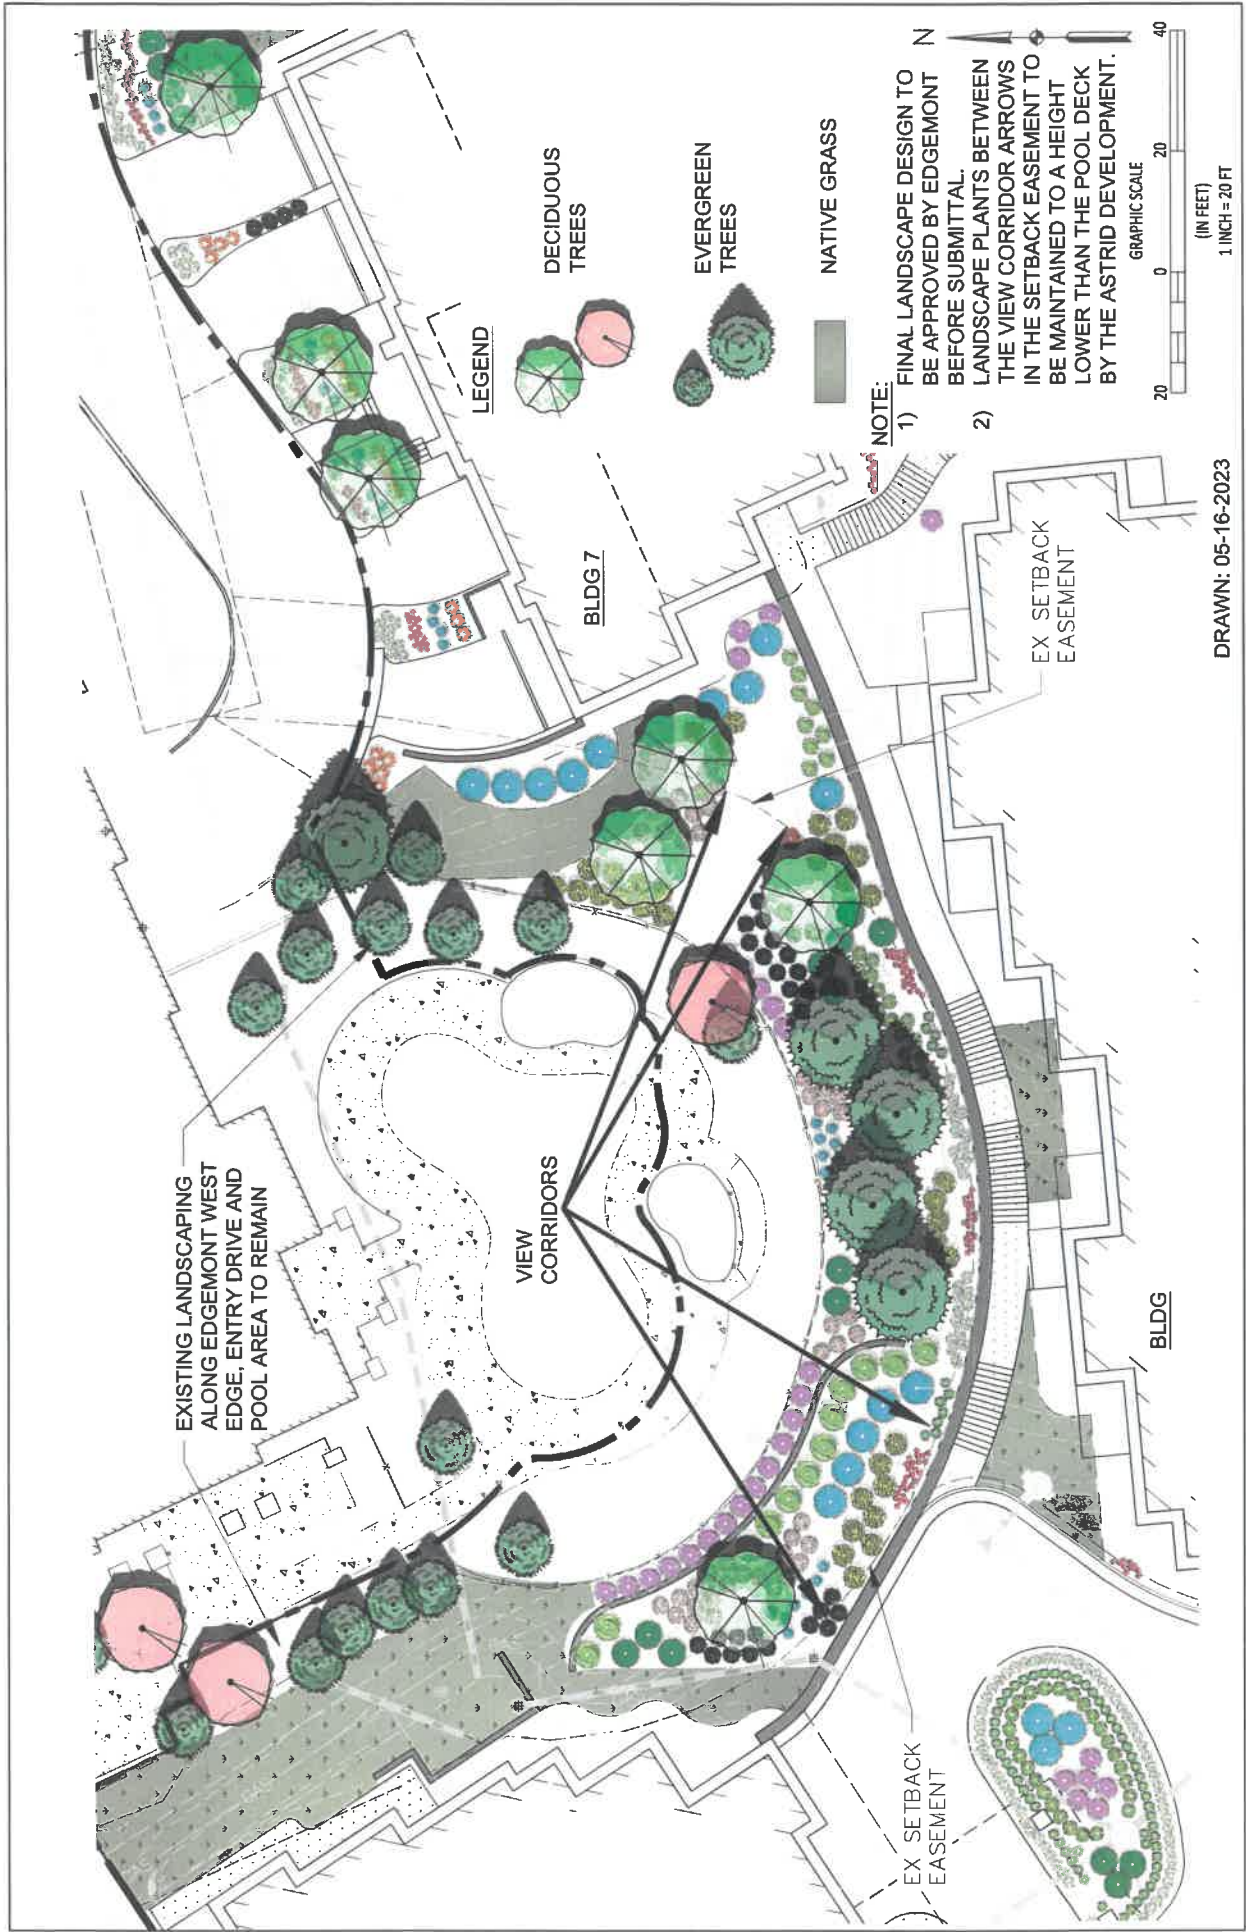 EXISTING LANDSCAPING
ALONG EDGEMONT WEST
EDGE, ENTRY DRIVE AND
POOL AREA TO REMAIN
VIEW
CORRIDORS
BLDG 7
LEGEND
DECIDUOUS
TREES
EVERGREEN
TREES
NATIVE GRASS
NOTE:
1) FINAL LANDSCAPE DESIGN TO
BE APPROVED BY EDGEMONT
BEFORE SUBMITTAL.
2) LANDSCAPE PLANTS BETWEEN
THE VIEW CORRIDOR ARROWS
IN THE SETBACK EASEMENT TO
BE MAINTAINED TO A HEIGHT
LOWER THAN THE POOL DECK
BY THE ASTRID DEVELOPMENT.
N
GRAPHIC SCALE
20 0 20 40
(IN FEET)
1 INCH = 20 FT
EX SETBACK
EASEMENT
EX SETBACK
EASEMENT
BLDG
DRAWN: 05-16-2023